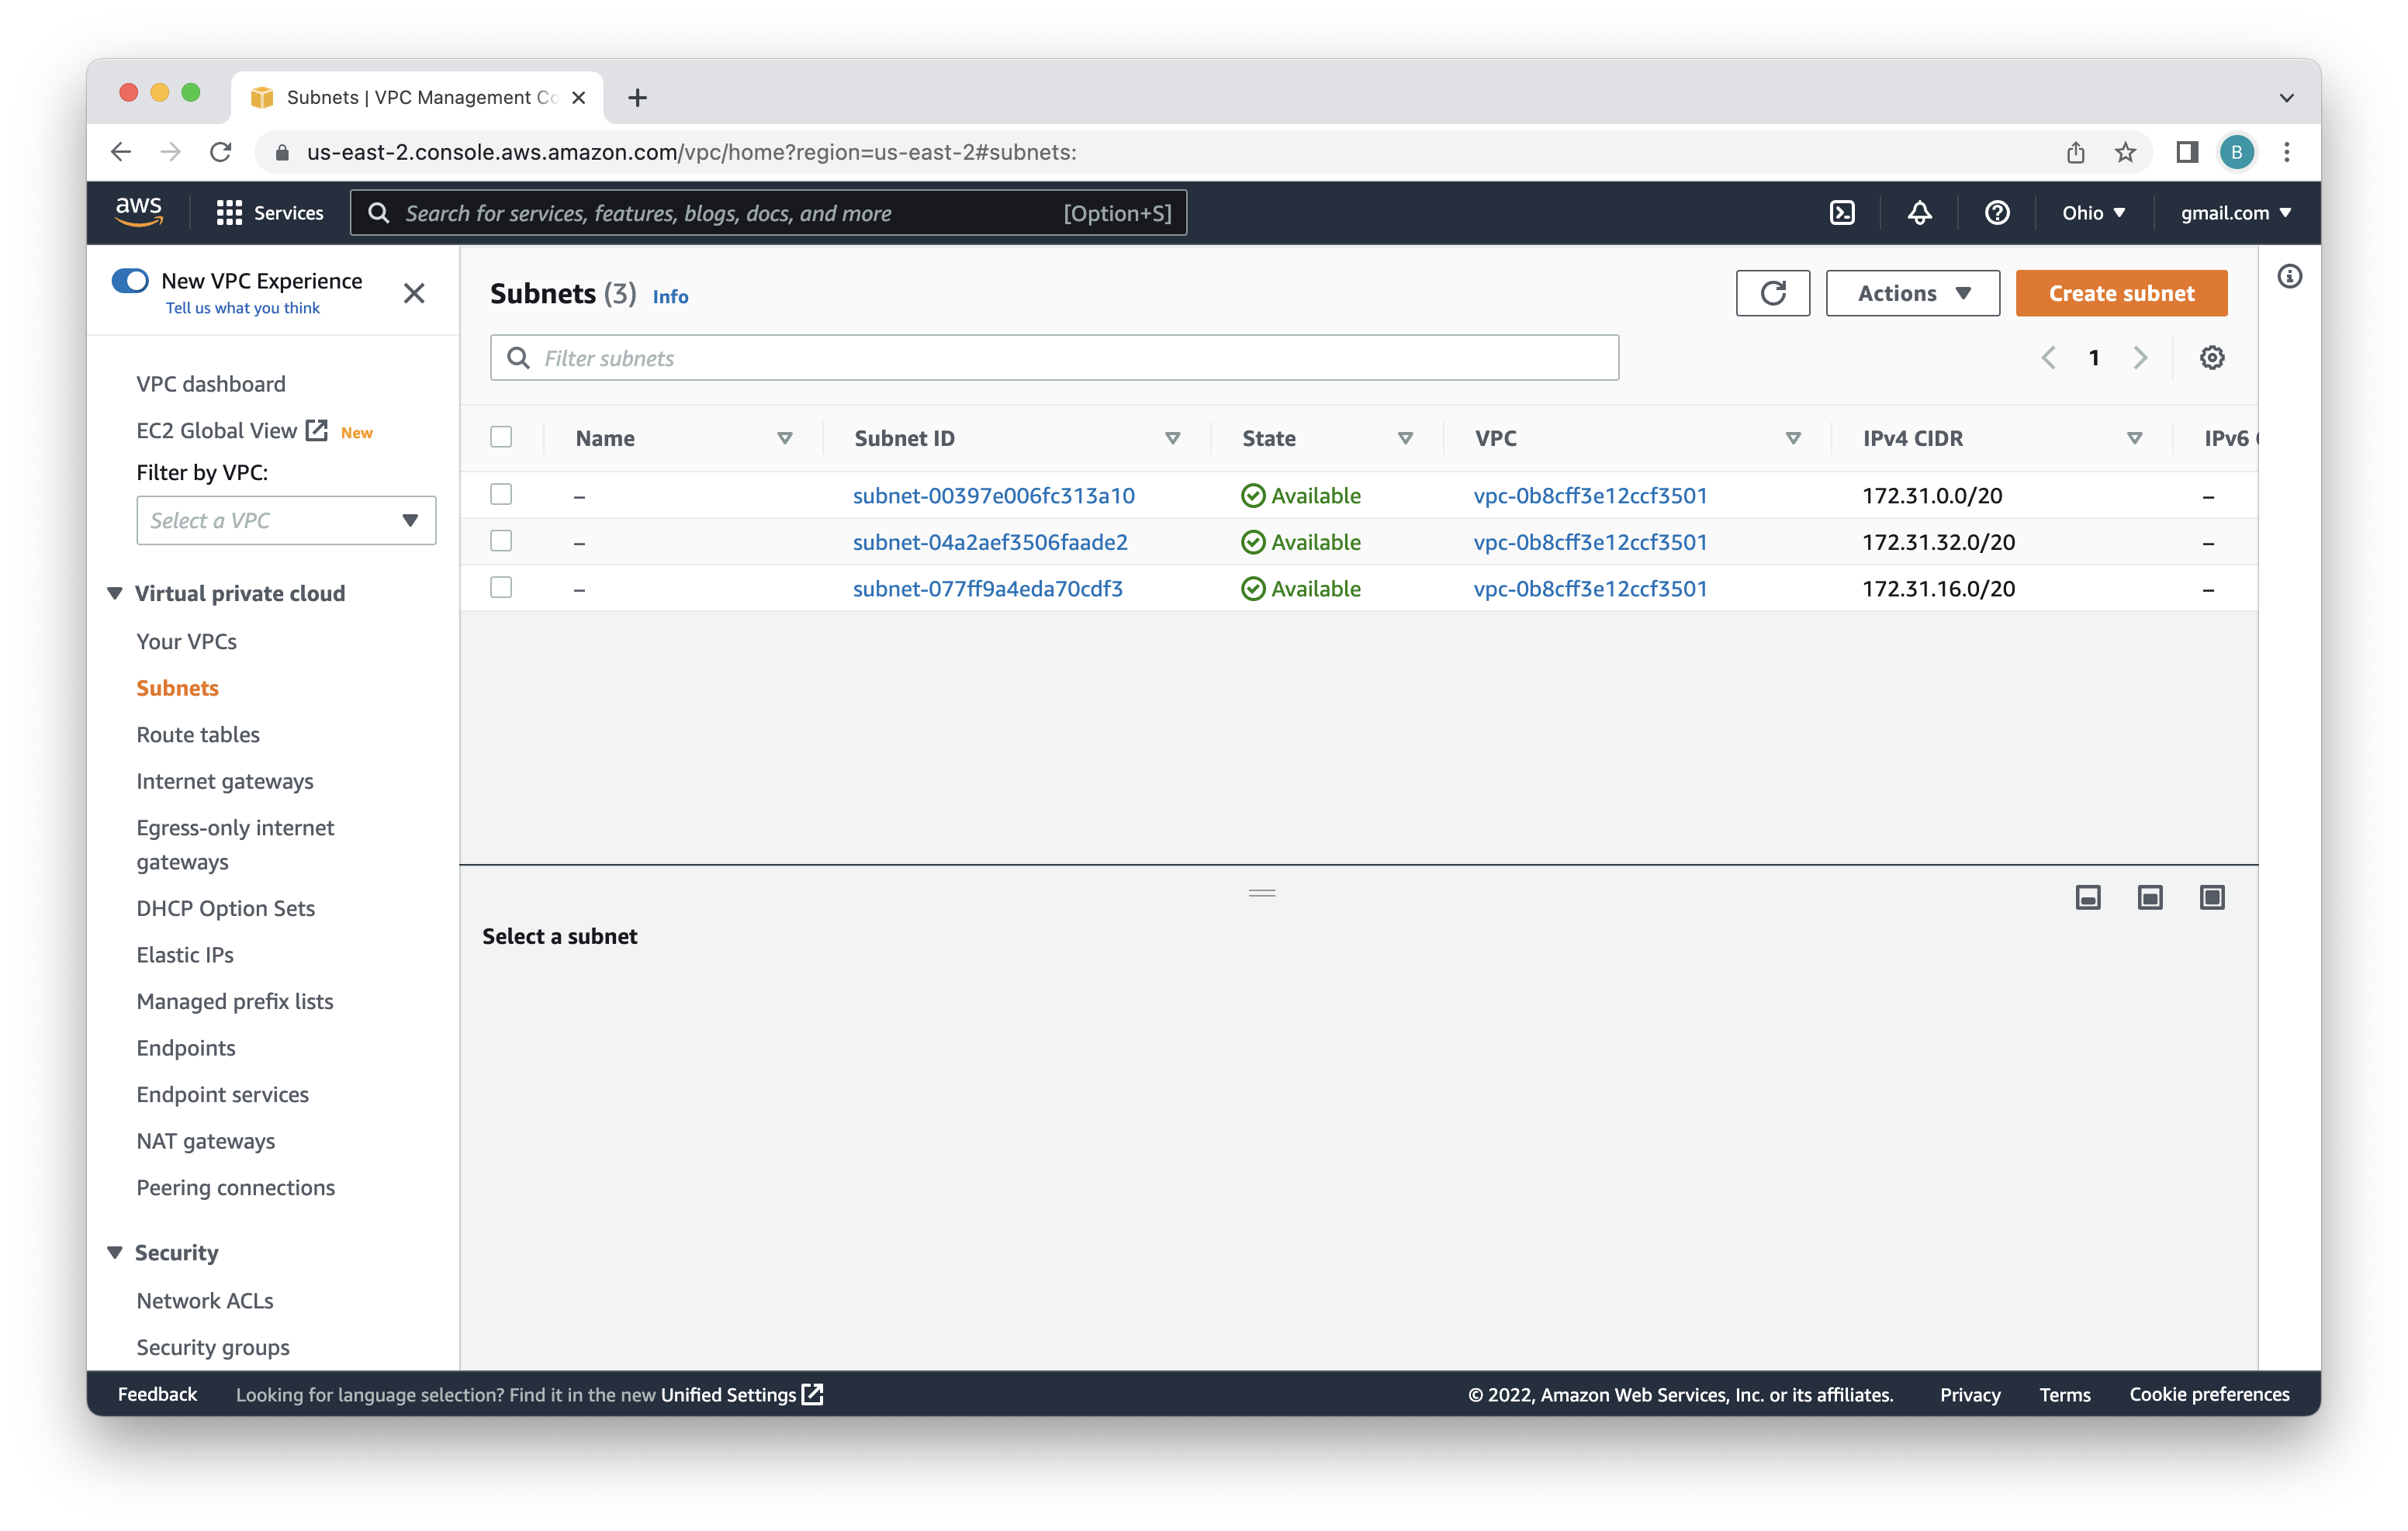 Subnets | VPC Management Co
us-east-2.console.aws.amazon.com/vpc/home?region=us-east-2#subnets:
B
aws
Services
Search for services, features, blogs, docs, and more
[Option+S]
Ohio
gmail.com
New VPC Experience
Tell us what you think
VPC dashboard
EC2 Global View New
Filter by VPC:
Select a VPC
Virtual private cloud
Your VPCs
Subnets
Route tables
Internet gateways
Egress-only internet
gateways
DHCP Option Sets
Elastic IPs
Managed prefix lists
Endpoints
Endpoint services
NAT gateways
Peering connections
Security
Network ACLs
Security groups
Subnets (3) Info
Actions
Create subnet
Filter subnets
1
Name Subnet ID State VPC IPv4 CIDR IPv6
– subnet-00397e006fc313a10 Available vpc-0b8cff3e12ccf3501 172.31.0.0/20 –
– subnet-04a2aef3506faade2 Available vpc-0b8cff3e12ccf3501 172.31.32.0/20 –
– subnet-077ff9a4eda70cdf3 Available vpc-0b8cff3e12ccf3501 172.31.16.0/20 –
Select a subnet
Feedback Looking for language selection? Find it in the new Unified Settings
© 2022, Amazon Web Services, Inc. or its affiliates. Privacy Terms Cookie preferences